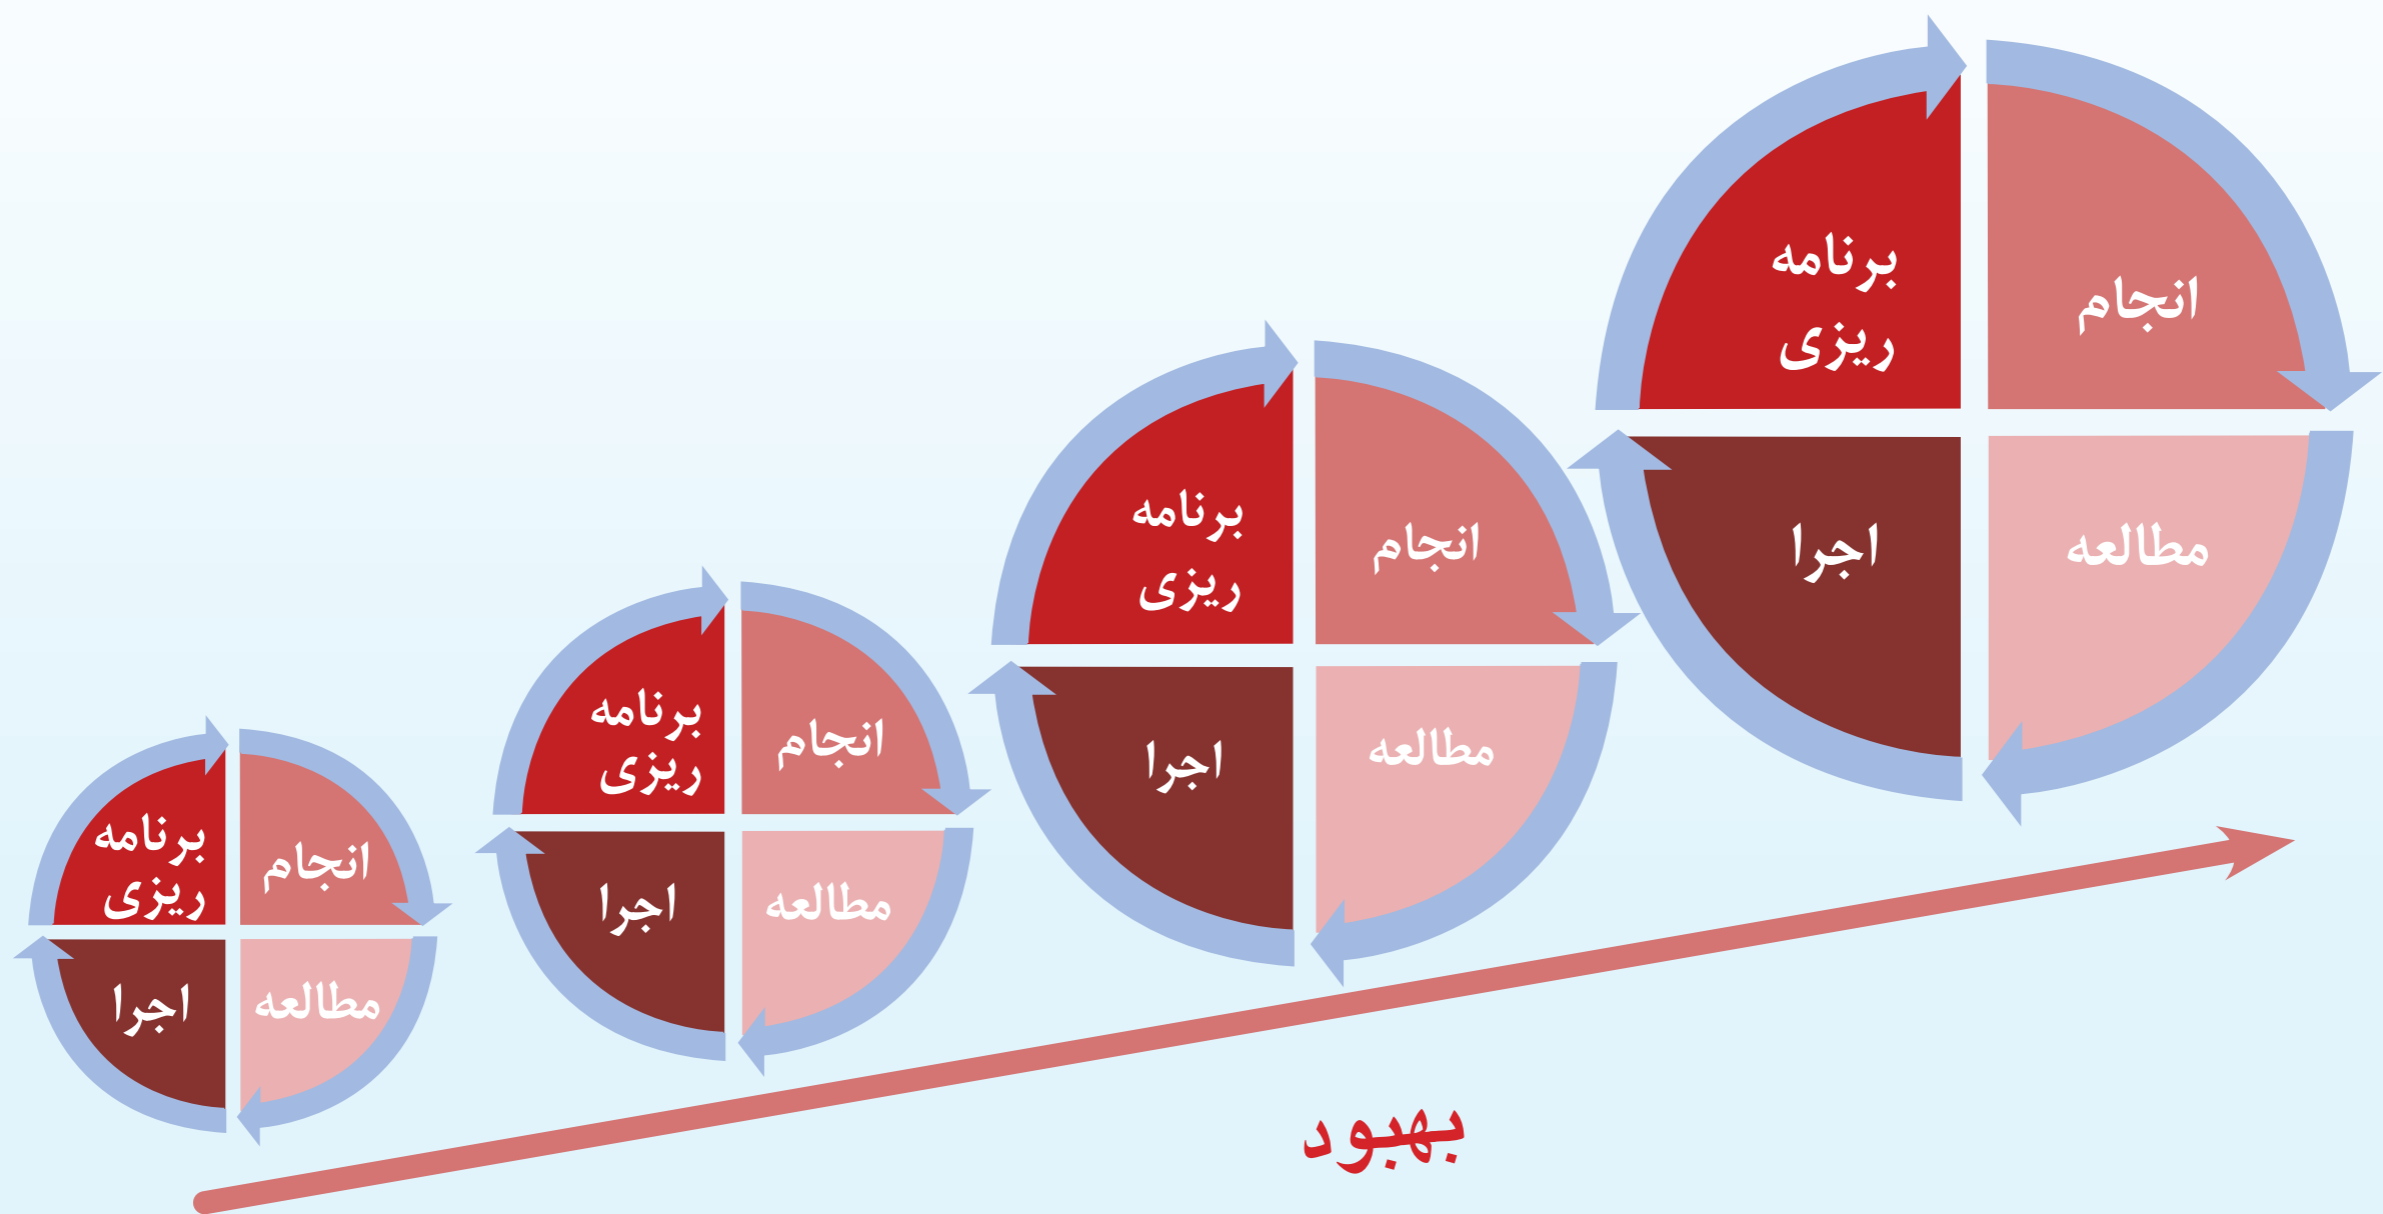 برنامه
ریزی
انجام
مطالعه
اجرا
برنامه
ریزی
انجام
مطالعه
اجرا
برنامه
ریزی
انجام
مطالعه
اجرا
برنامه
ریزی
انجام
مطالعه
اجرا
بهبود